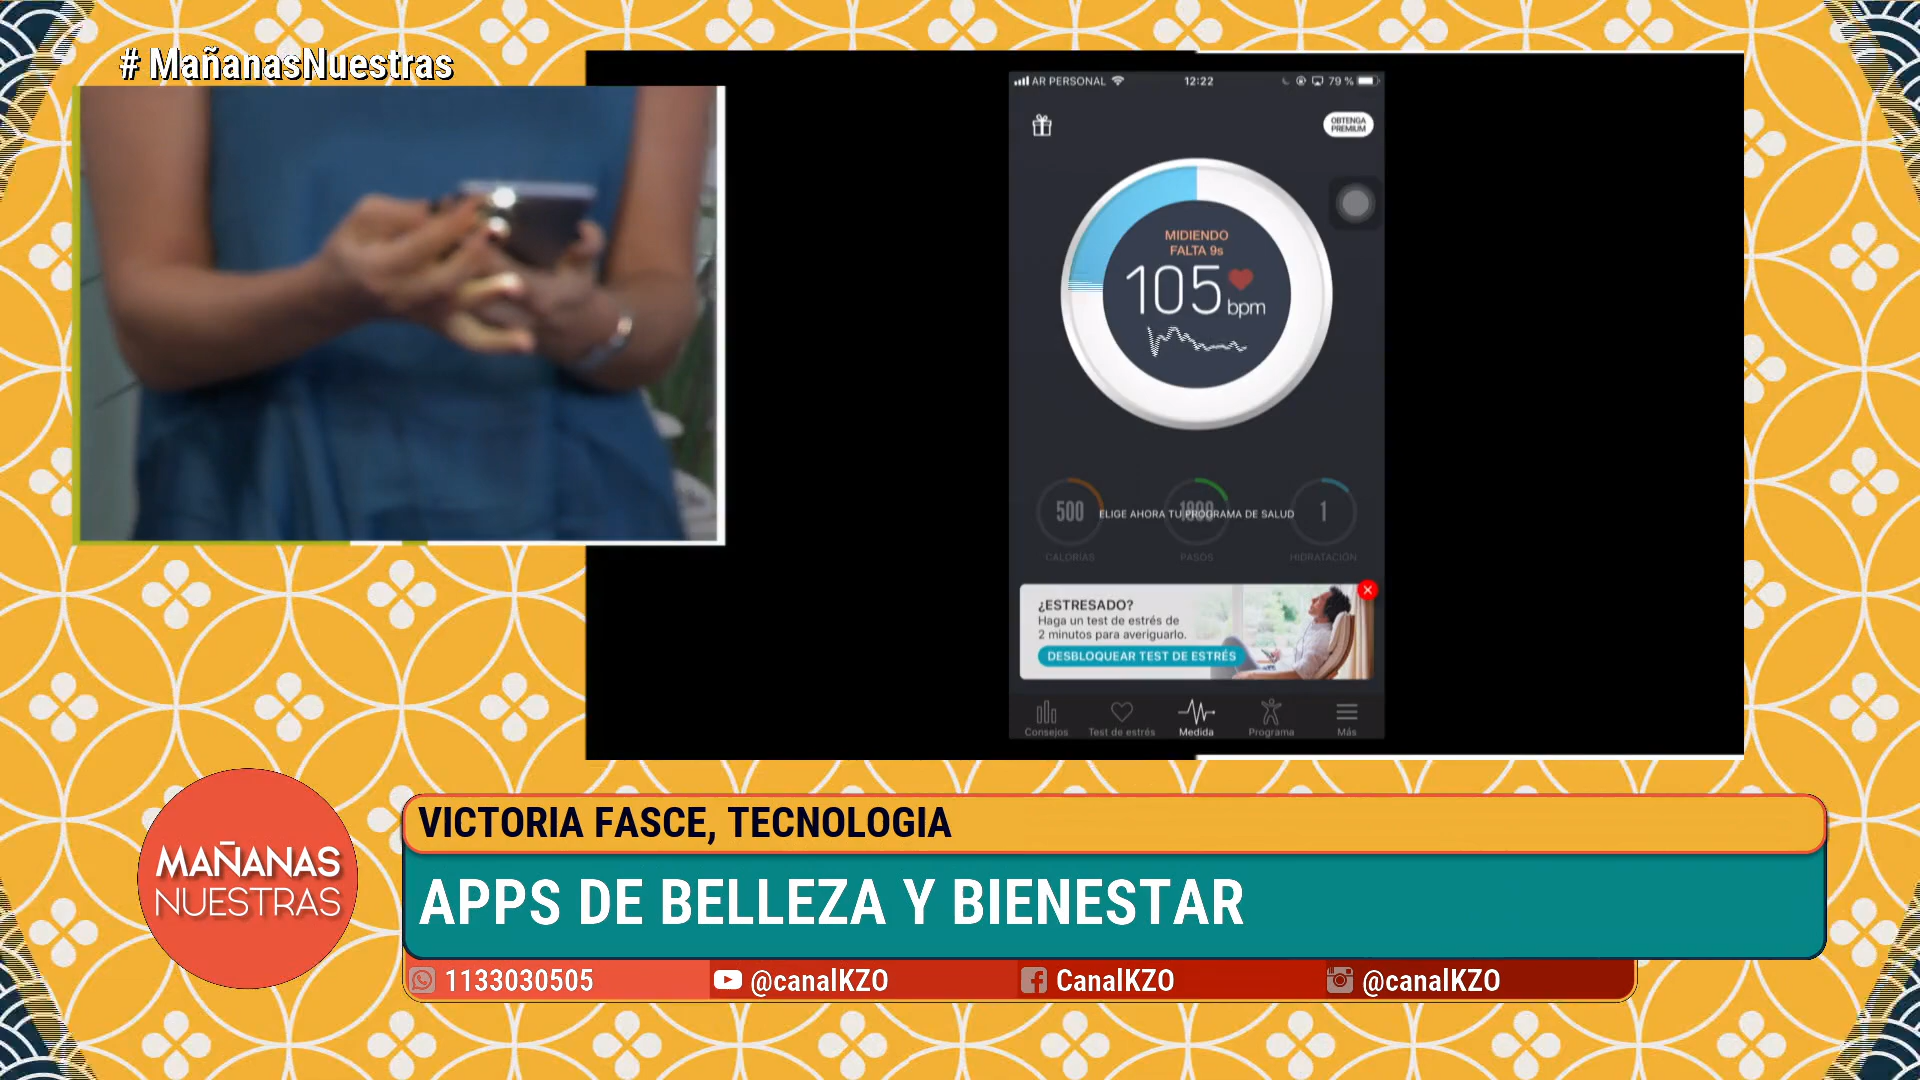 # MañanasNuestras
AR PERSONAL
12:22
79 %
OBTENGA
PREMIUM
MIDIENDO
FALTA 9s
105
bpm
500
1
ELIGE AHORA TU PROGRAMA DE SALUD
CALORÍAS
PASOS
HIDRATACIÓN
¿ESTRESADO?
Haga un test de estrés de
2 minutos para averiguarlo.
DESBLOQUEAR TEST DE ESTRÉS
Consejos
Test de estrés
Medida
Programa
Más
MAÑANAS
NUESTRAS
VICTORIA FASCE, TECNOLOGIA
APPS DE BELLEZA Y BIENESTAR
1133030505
@canalKZO
CanalKZO
@canalKZO